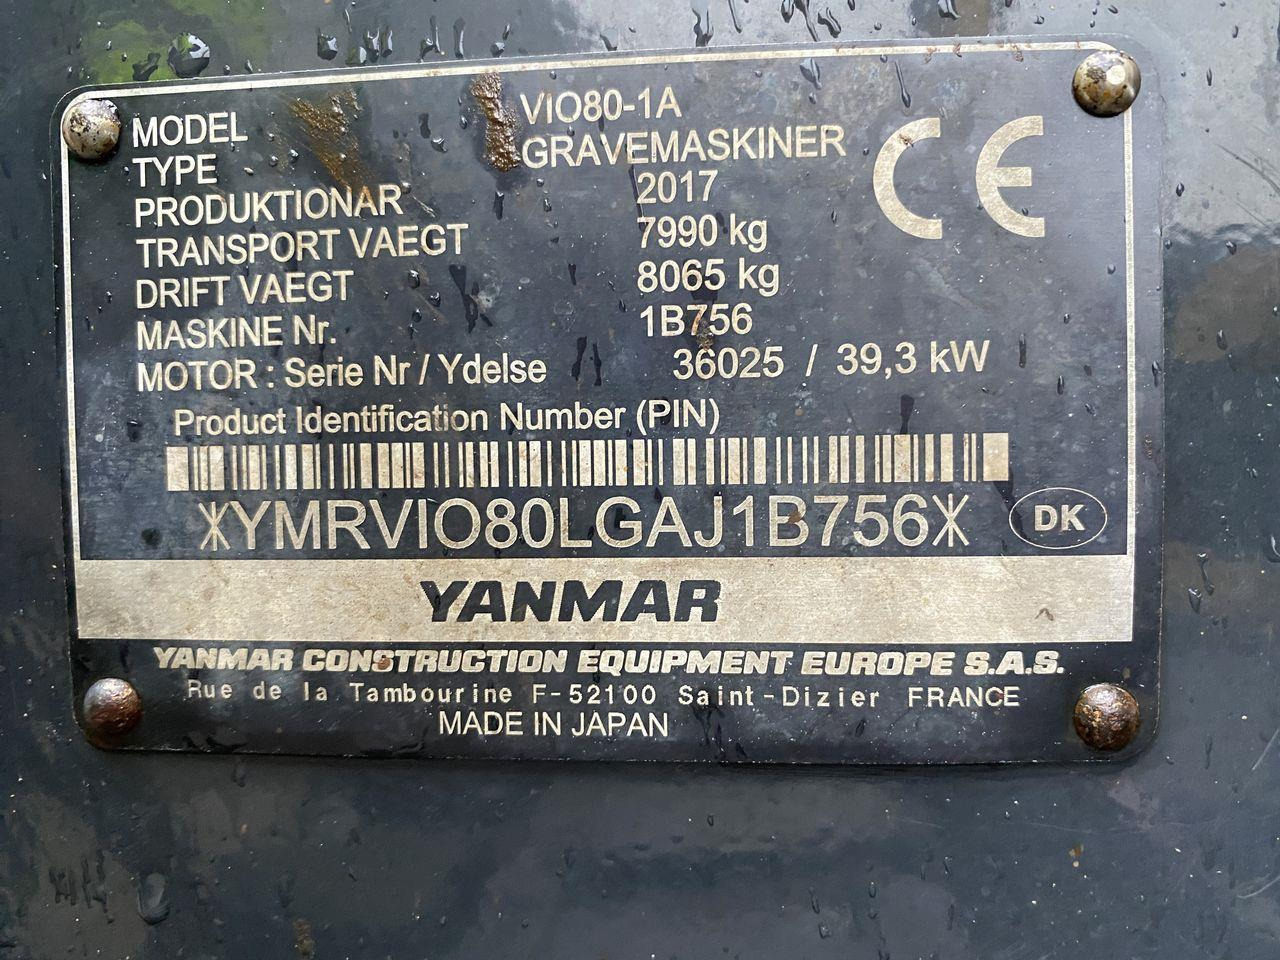 MODEL VIO80-1A
TYPE GRAVEMASKINER
PRODUKTIONAR 2017
TRANSPORT VAEGT 7990 kg
DRIFT VAEGT 8065 kg
MASKINE Nr. 1B756
MOTOR : Serie Nr / Ydelse 36025 / 39,3 kW
CE
Product Identification Number (PIN)
*YMRVIO80LGAJ1B756*
DK
YANMAR
YANMAR CONSTRUCTION EQUIPMENT EUROPE S.A.S.
Rue de la Tambourine F-52100 Saint-Dizier FRANCE
MADE IN JAPAN